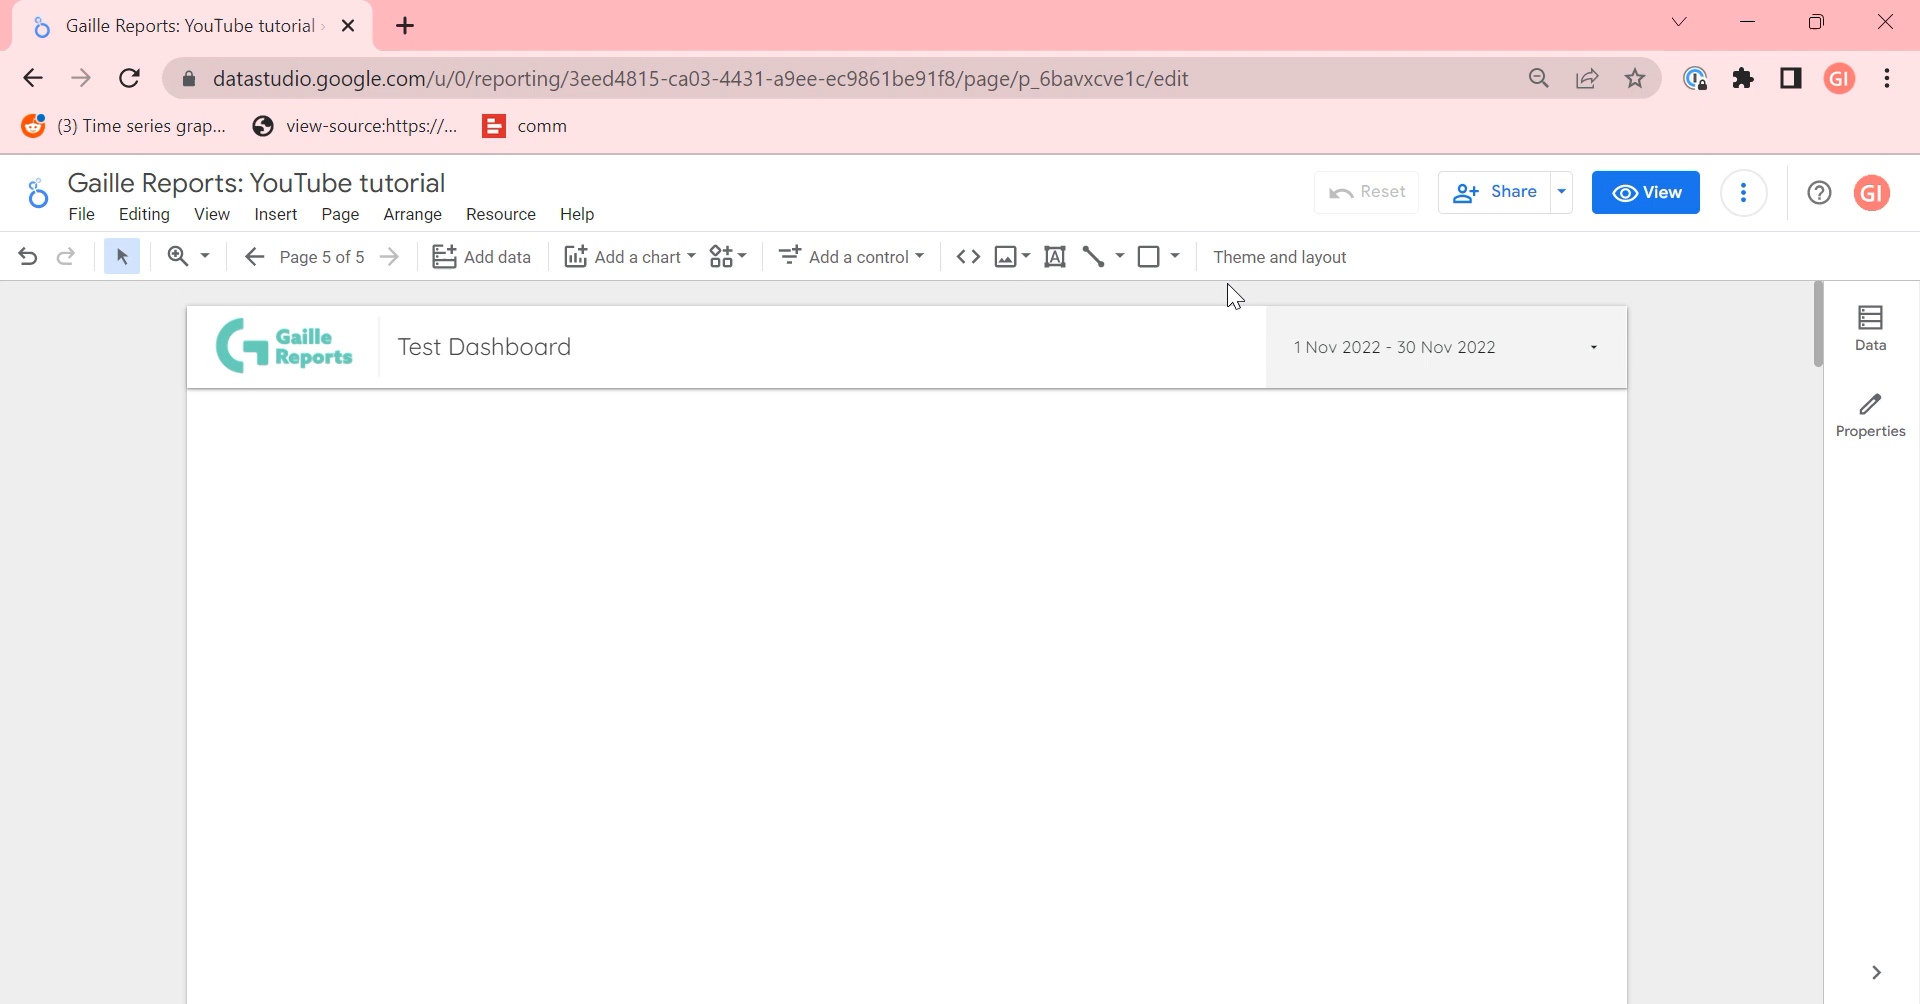 Gaille Reports: YouTube tutorial
datastudio.google.com/u/0/reporting/3eed4815-ca03-4431-a9ee-ec9861be91f8/page/p_6bavxcve1c/edit
GI
(3) Time series grap... view-source:https://... comm
Gaille Reports: YouTube tutorial
Reset Share View GI
File Editing View Insert Page Arrange Resource Help
Page 5 of 5 Add data Add a chart Add a control Theme and layout
Gaille
Reports
Test Dashboard
1 Nov 2022 - 30 Nov 2022
Data
Properties